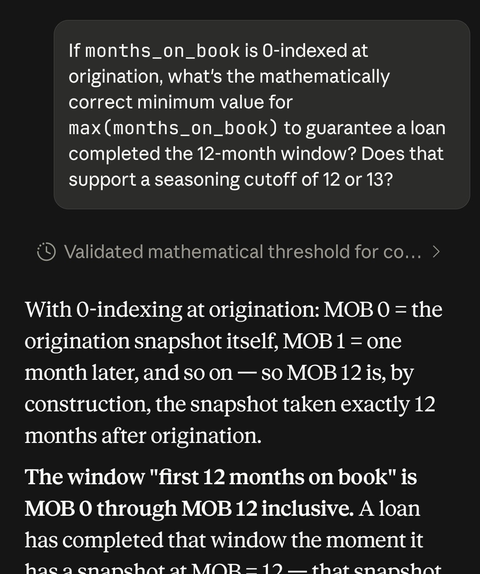 If months_on_book is 0-indexed at
origination, what's the mathematically
correct minimum value for
max(months_on_book) to guarantee a loan
completed the 12-month window? Does that
support a seasoning cutoff of 12 or 13?
Validated mathematical threshold for co...
With 0-indexing at origination: MOB 0 = the
origination snapshot itself, MOB 1 = one
month later, and so on — so MOB 12 is, by
construction, the snapshot taken exactly 12
months after origination.
The window "first 12 months on book" is
MOB 0 through MOB 12 inclusive. A loan
has completed that window the moment it
has a snapshot at MOB = 12 — that snapshot